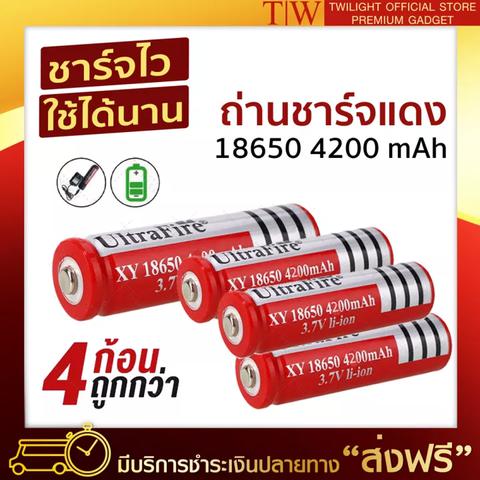 TW TWILIGHT OFFICIAL STORE
PREMIUM GADGET
ชาร์จไว
ใช้ได้นาน
ถ่านชาร์จแดง
18650 4200 mAh
UltraFire
XY 18650 4200mAh
3.7V li-ion
UltraFire
XY 18650 4200mAh
UltraFire
XY 18650 4200mAh
3.7V li-ion
XY 18650 4200mAh
3.7V li-ion
4 ก้อน
ถูกกว่า
มีบริการชำระเงินปลายทาง "ส่งฟรี"